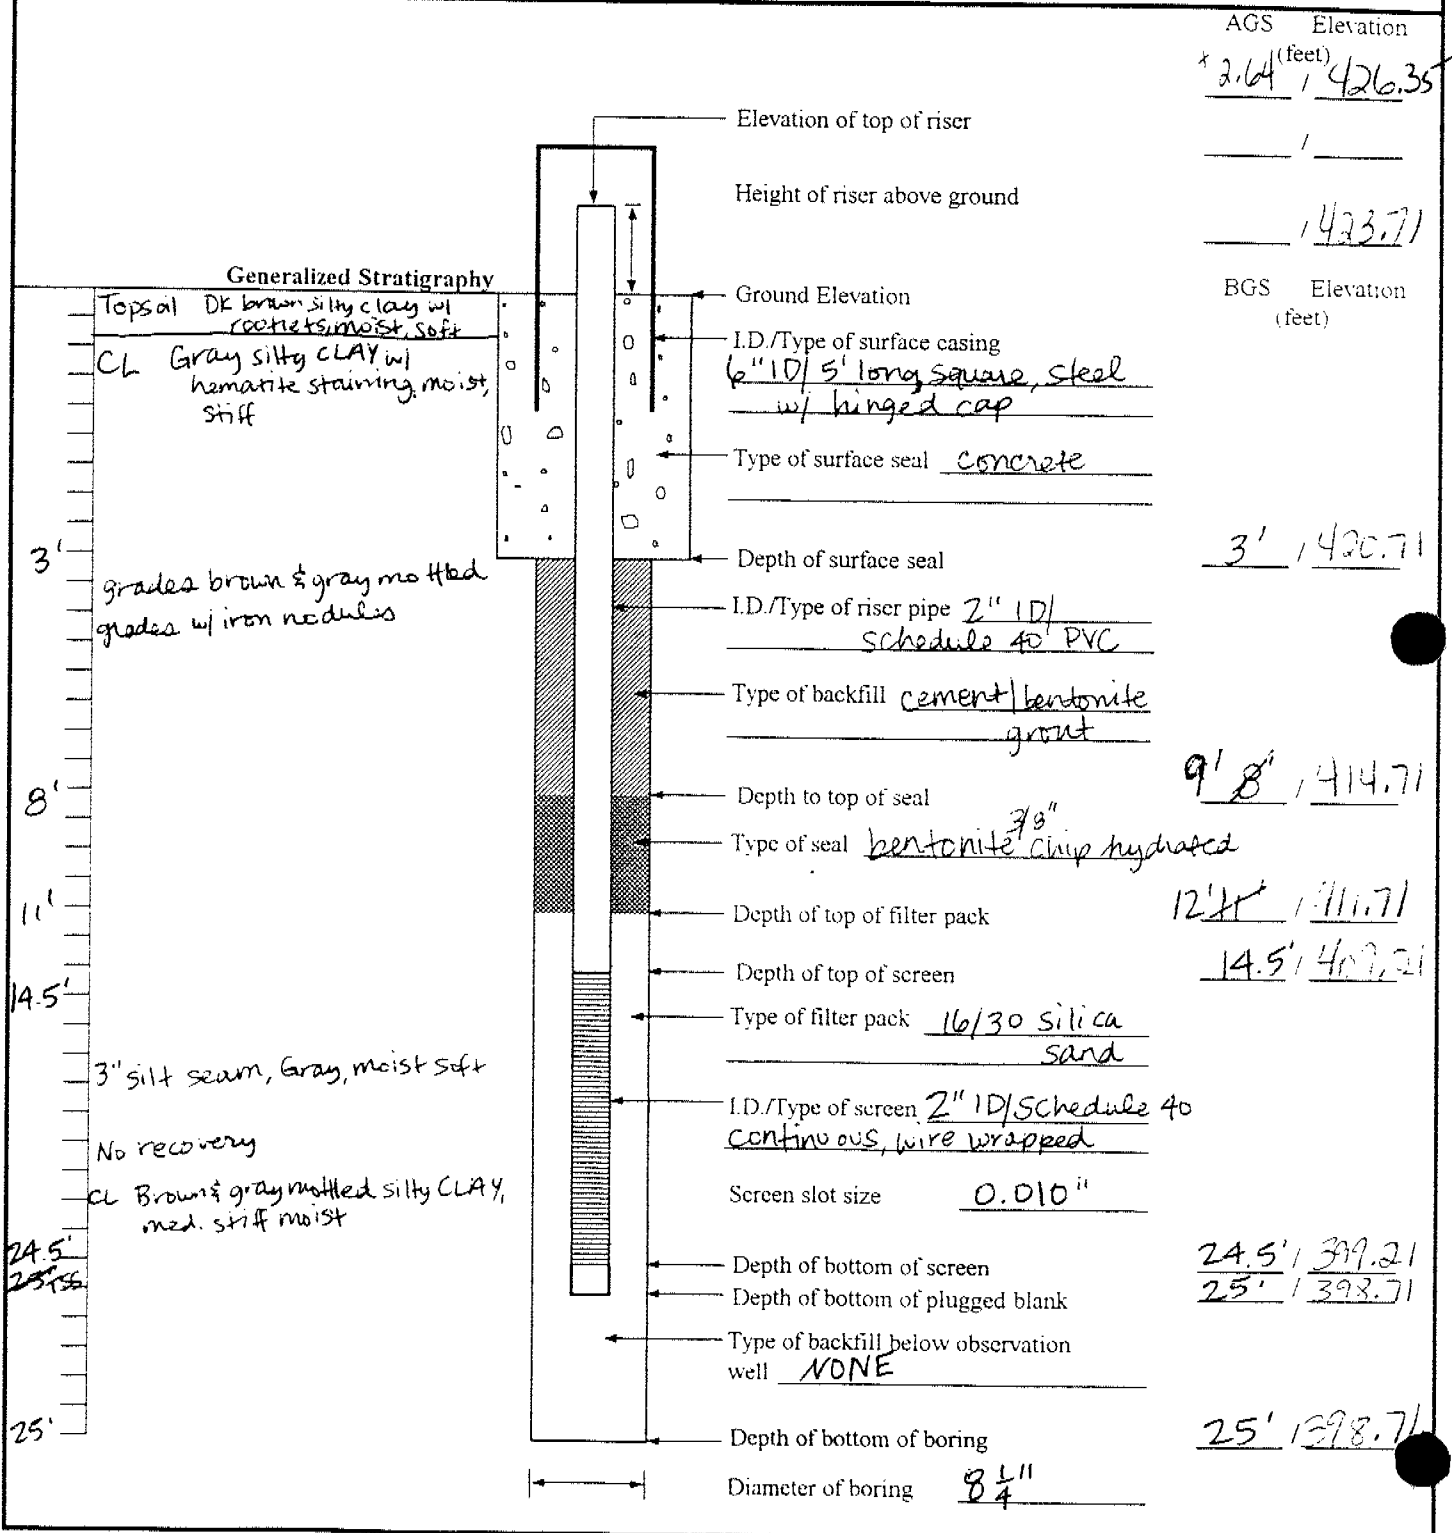 AGS Elevation
(feet)
* 2.64 / 426.35
Elevation of top of riser
/
Height of riser above ground
/ 423.71
Generalized Stratigraphy
Topsoil DK brown silty clay w/
rootlets, moist, soft
Ground Elevation
BGS Elevation
(feet)
CL Gray silty CLAY w/
hematite staining, moist,
stiff
I.D./Type of surface casing
6" ID/ 5' long, square, steel
w/ hinged cap
Type of surface seal concrete
3'
Depth of surface seal
3' / 420.71
grades brown & gray mottled
grades w/ iron nodules
I.D./Type of riser pipe 2" ID/
schedule 40 PVC
Type of backfill cement/bentonite
grout
8'
Depth to top of seal
9' 8' / 414.71
Type of seal bentonite 3/8" chip hydrated
11'
Depth of top of filter pack
12' 11' / 411.71
Depth of top of screen
14.5' / 409.21
14.5'
Type of filter pack 16/30 silica
sand
3" silt seam, Gray, moist soft
I.D./Type of screen 2" ID/Schedule 40
continuous, wire wrapped
No recovery
CL Brown & gray mottled silty CLAY,
med. stiff moist
Screen slot size 0.010"
24.5'
Depth of bottom of screen
24.5' / 399.21
25'
Depth of bottom of plugged blank
25' / 398.71
Type of backfill below observation
well NONE
25'
Depth of bottom of boring
25' / 398.71
Diameter of boring 8 1/4"